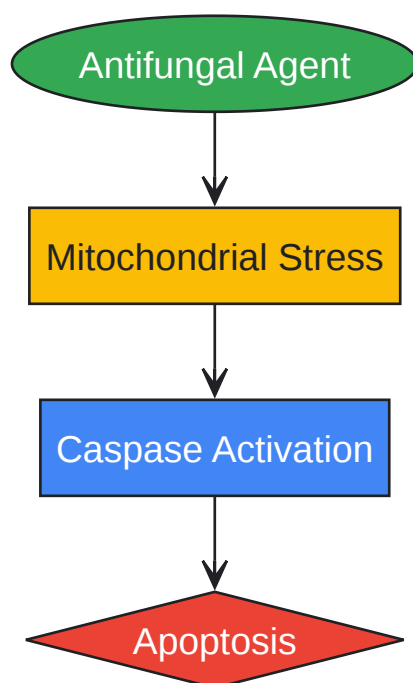 Antifungal Agent
Mitochondrial Stress
Caspase Activation
Apoptosis